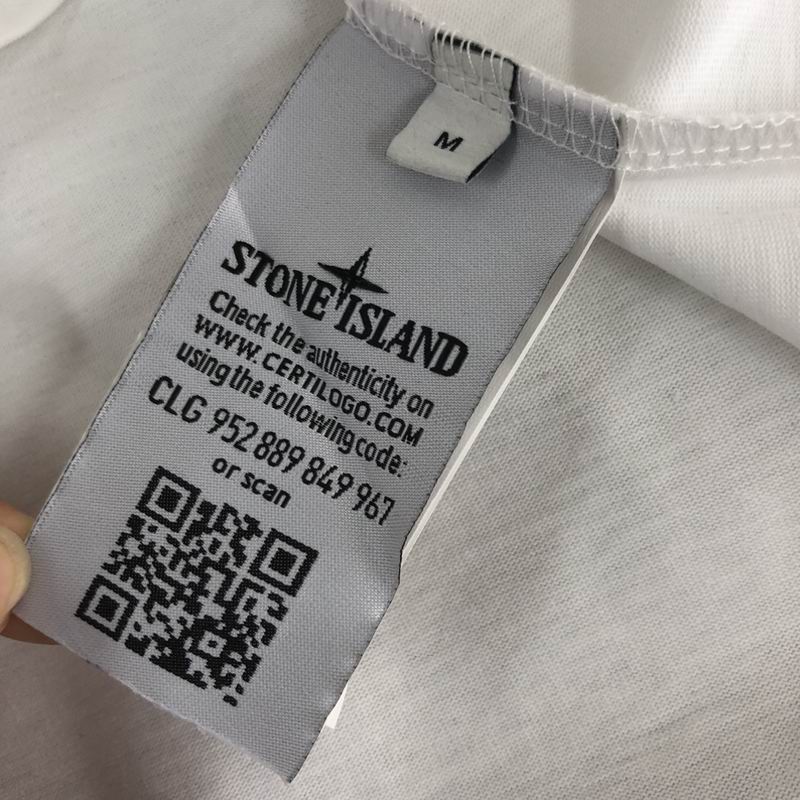 M
STONE ISLAND
Check the authenticity on
WWW.CERTILOGO.COM
using the following code:
CLG 952 889 849 967
or scan